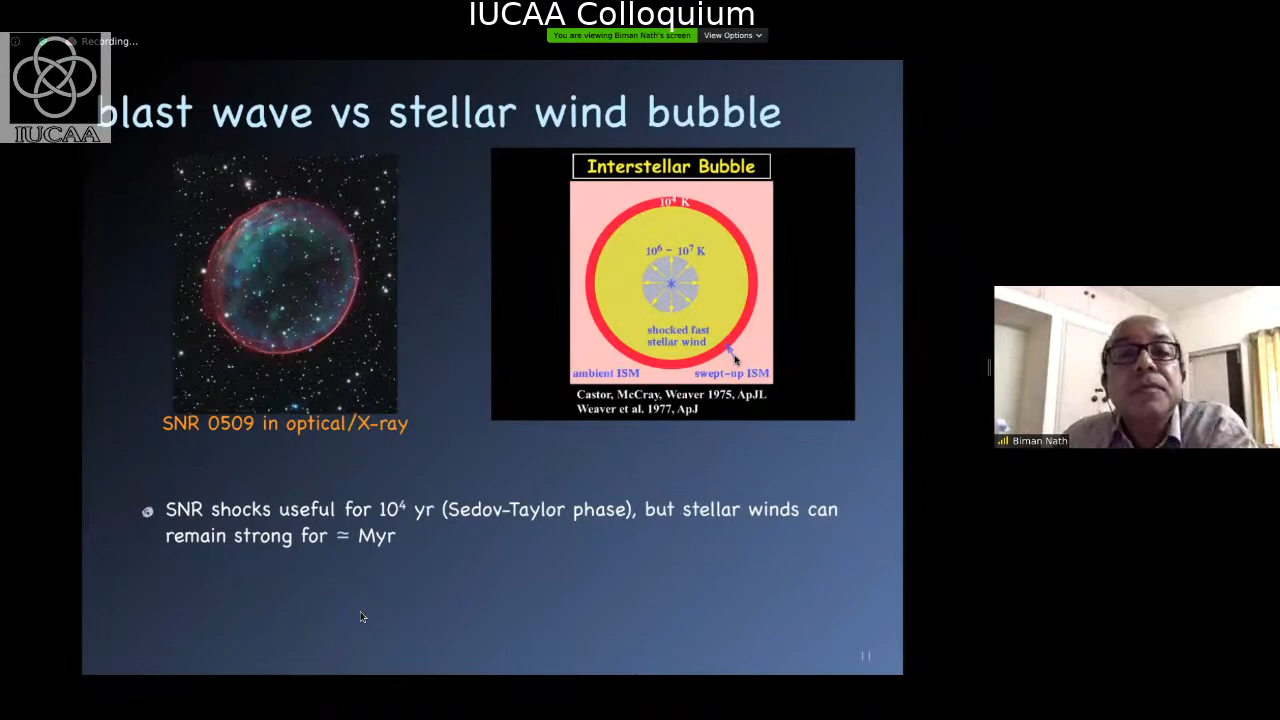 IUCAA Colloquium
You are viewing Biman Nath's screen
View Options
Recording...
IUCAA
blast wave vs stellar wind bubble
Interstellar Bubble
10⁴ K
10⁶ – 10⁷ K
shocked fast
stellar wind
ambient ISM
swept-up ISM
Castor, McCray, Weaver 1975, ApJL
Weaver et al. 1977, ApJ
SNR 0509 in optical/X-ray
SNR shocks useful for 10⁴ yr (Sedov-Taylor phase), but stellar winds can
remain strong for ≃ Myr
11
Biman Nath